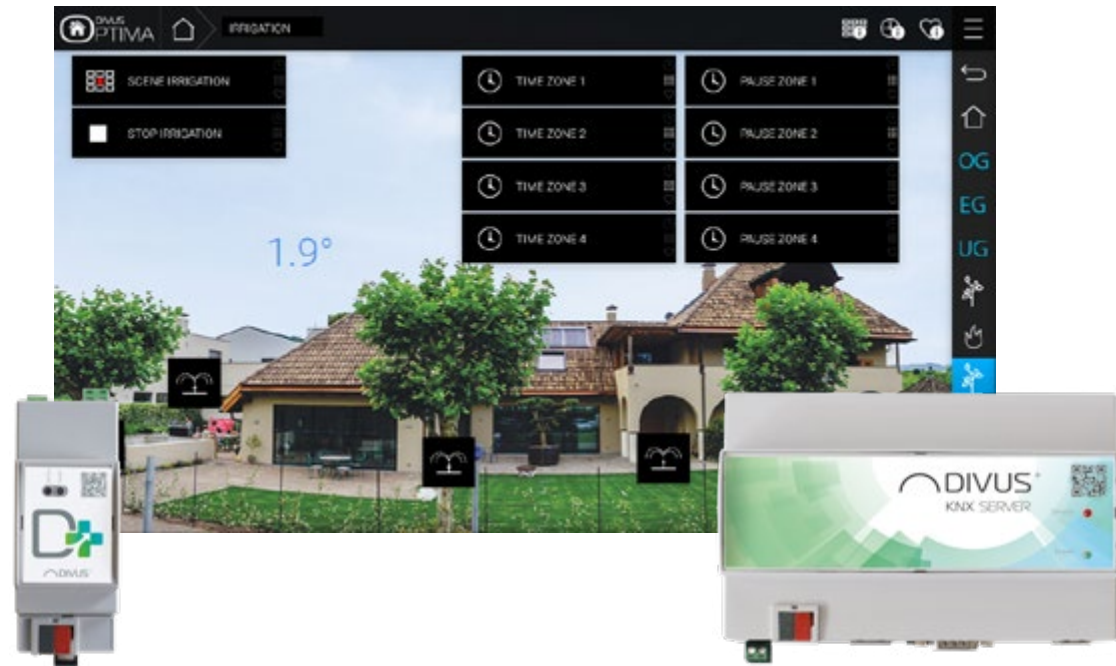 DIVUS
OPTIMA
IRRIGATION
SCENE IRRIGATION
STOP IRRIGATION
TIME ZONE 1
TIME ZONE 2
TIME ZONE 3
TIME ZONE 4
PAUSE ZONE 1
PAUSE ZONE 2
PAUSE ZONE 3
PAUSE ZONE 4
1.9°
OG
EG
UG
D+
DIVUS
DIVUS+
KNX SERVER